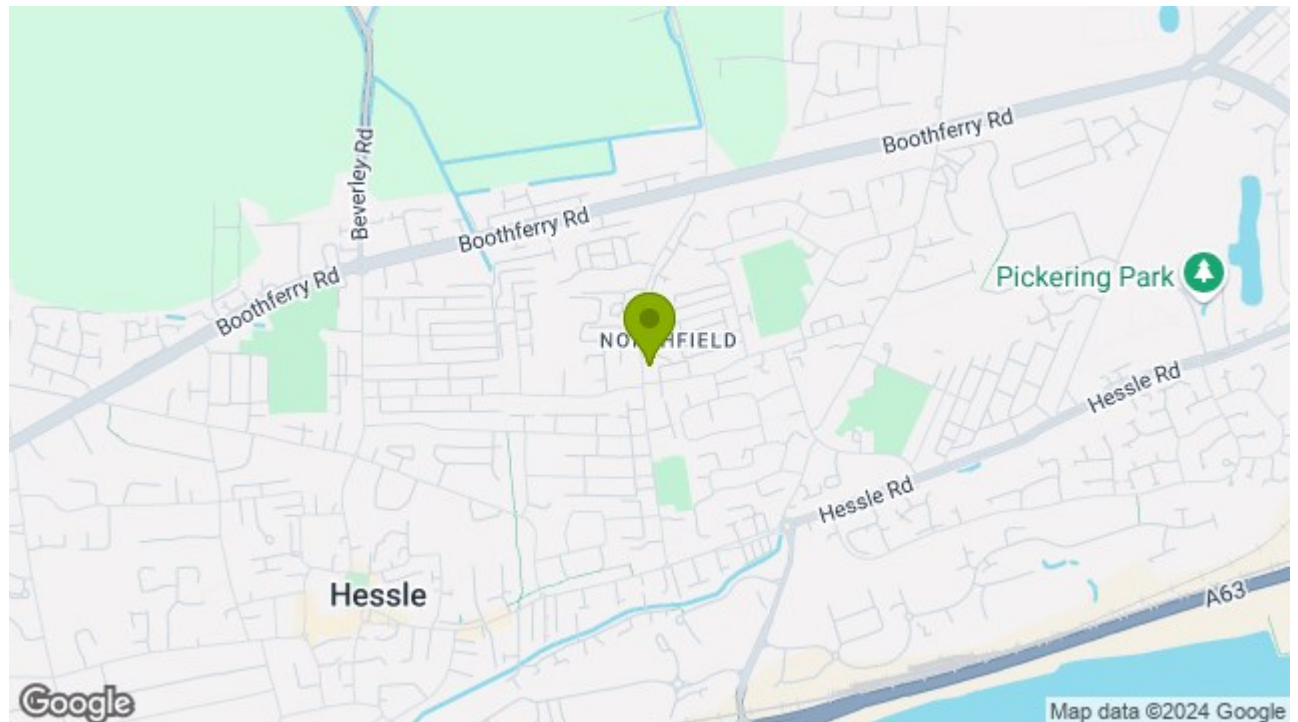 Boothferry Rd
Beverley Rd
Boothferry Rd
Boothferry Rd
Pickering Park
NORTHFIELD
Hessle Rd
Hessle Rd
Hessle
A63
Google
Map data ©2024 Google